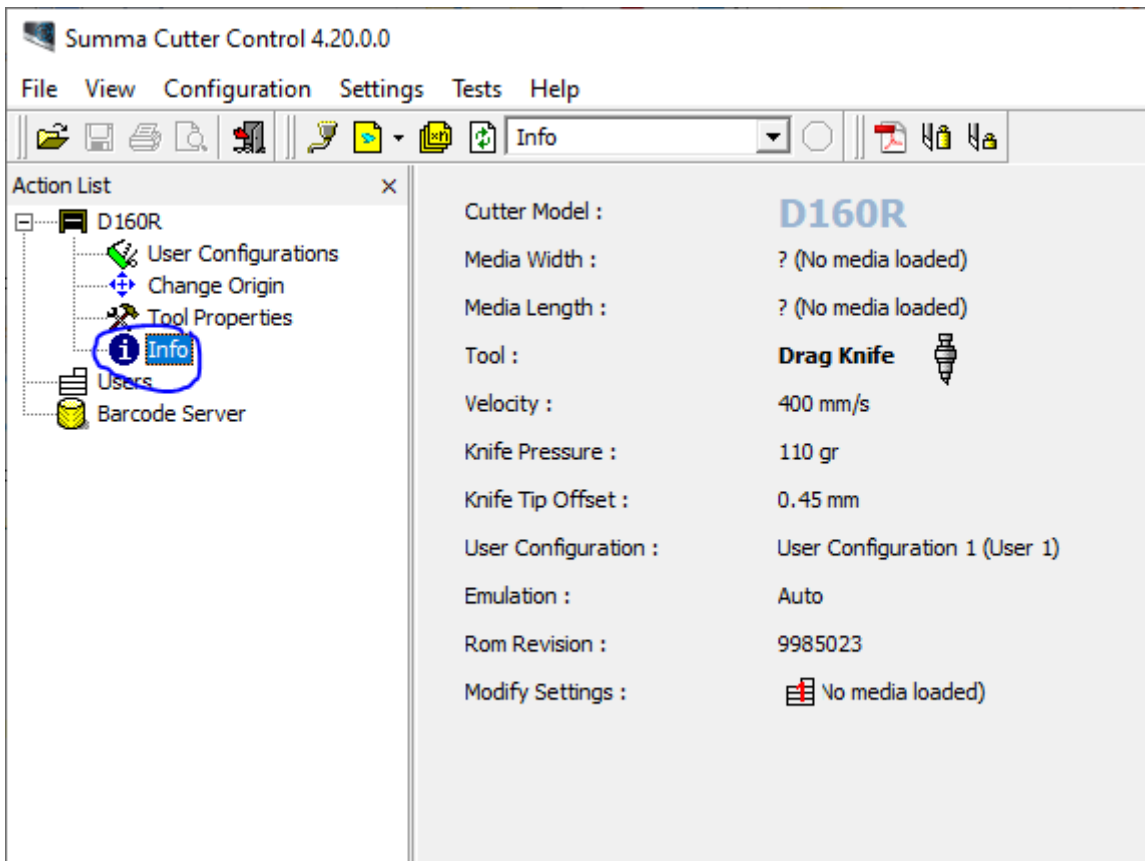 Summa Cutter Control 4.20.0.0
File View Configuration Settings Tests Help
Info
Action List
D160R
User Configurations
Change Origin
Tool Properties
Info
Users
Barcode Server
Cutter Model : D160R
Media Width : ? (No media loaded)
Media Length : ? (No media loaded)
Tool : Drag Knife
Velocity : 400 mm/s
Knife Pressure : 110 gr
Knife Tip Offset : 0.45 mm
User Configuration : User Configuration 1 (User 1)
Emulation : Auto
Rom Revision : 9985023
Modify Settings : No media loaded)